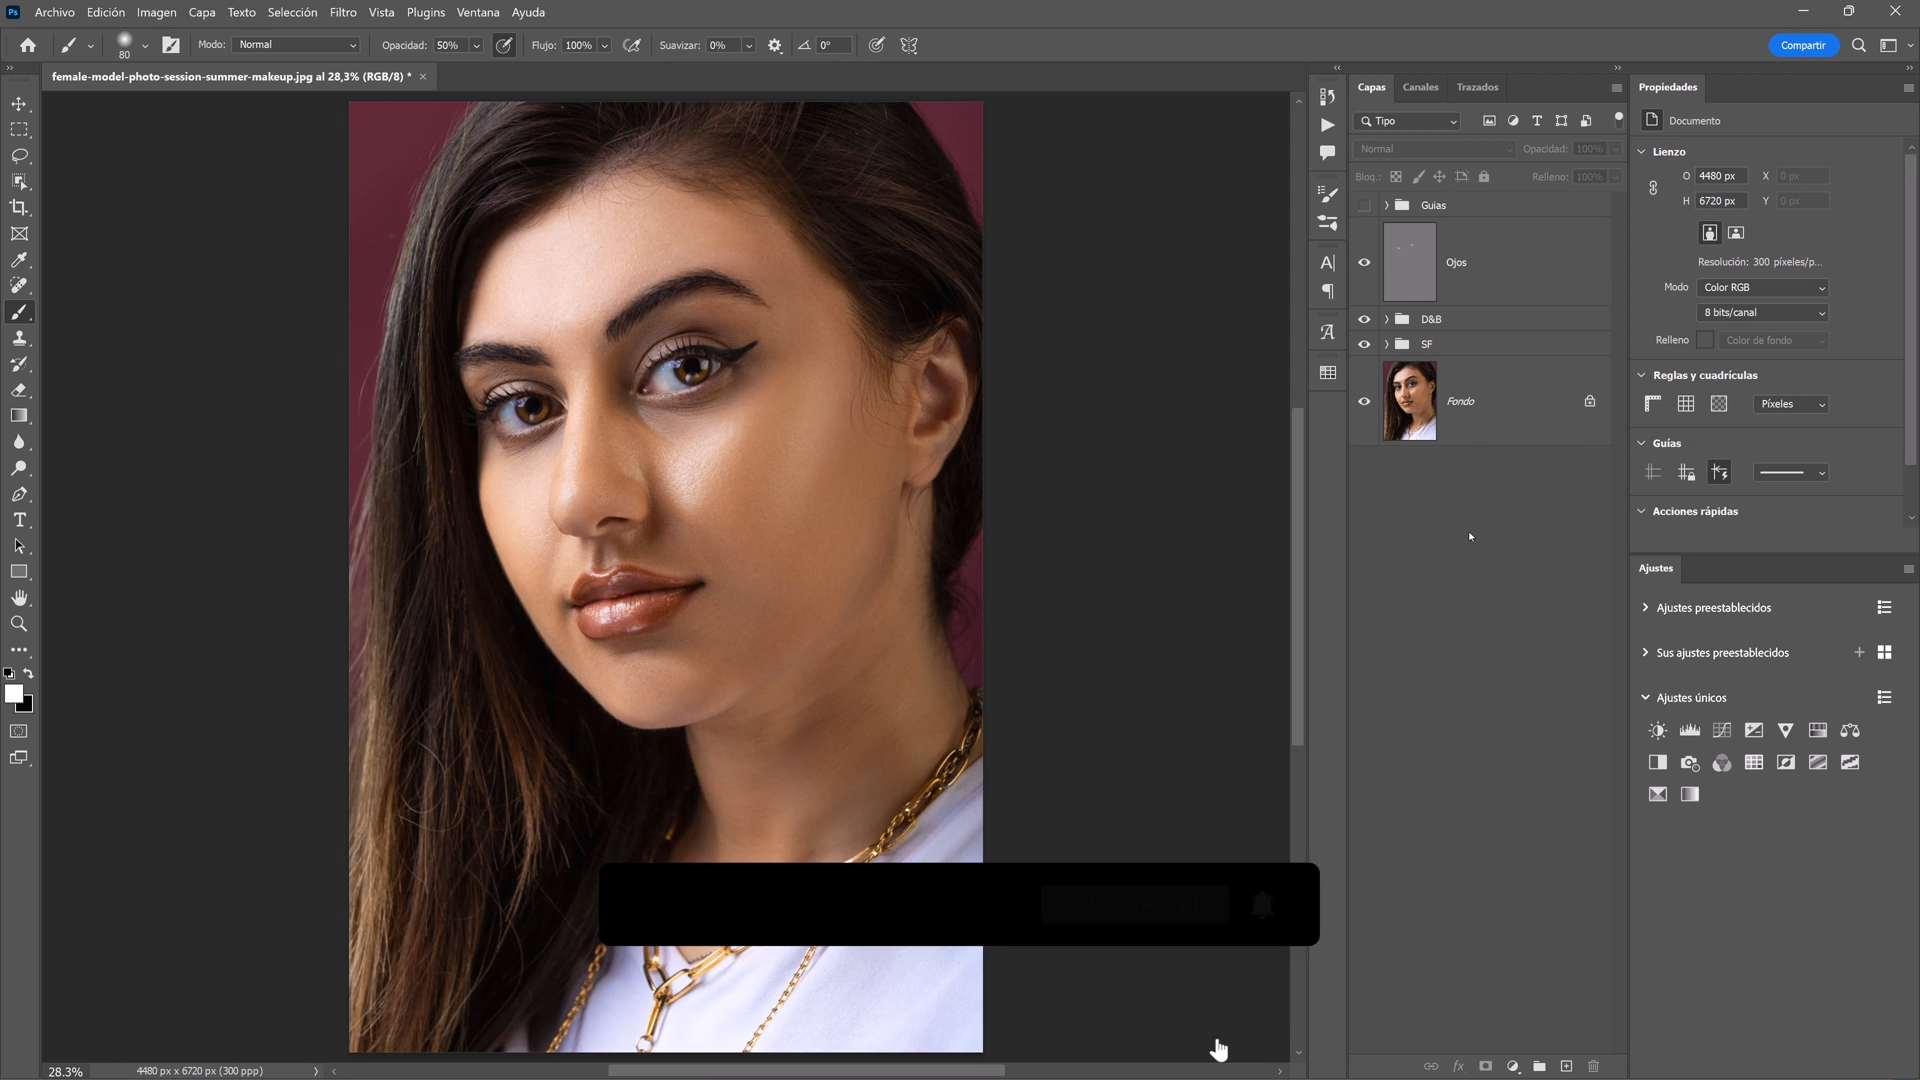 Ps Archivo Edición Imagen Capa Texto Selección Filtro Vista Plugins Ventana Ayuda
80 Modo: Normal Opacidad: 50% Flujo: 100% Suavizar: 0% 0° Compartir
female-model-photo-session-summer-makeup.jpg al 28,3% (RGB/8) * ×
Capas Canales Trazados
Tipo
Normal Opacidad: 100%
Bloq.: Relleno: 100%
Guias
Ojos
D&B
SF
Fondo
Propiedades
Documento
Lienzo
O 4480 px X 0 px
H 6720 px Y 0 px
Resolución: 300 píxeles/p...
Modo Color RGB
8 bits/canal
Relleno Color de fondo
Reglas y cuadrículas
Píxeles
Guías
Acciones rápidas
Ajustes
Ajustes preestablecidos
Sus ajustes preestablecidos
Ajustes únicos
28.3% 4480 px x 6720 px (300 ppp)
fx